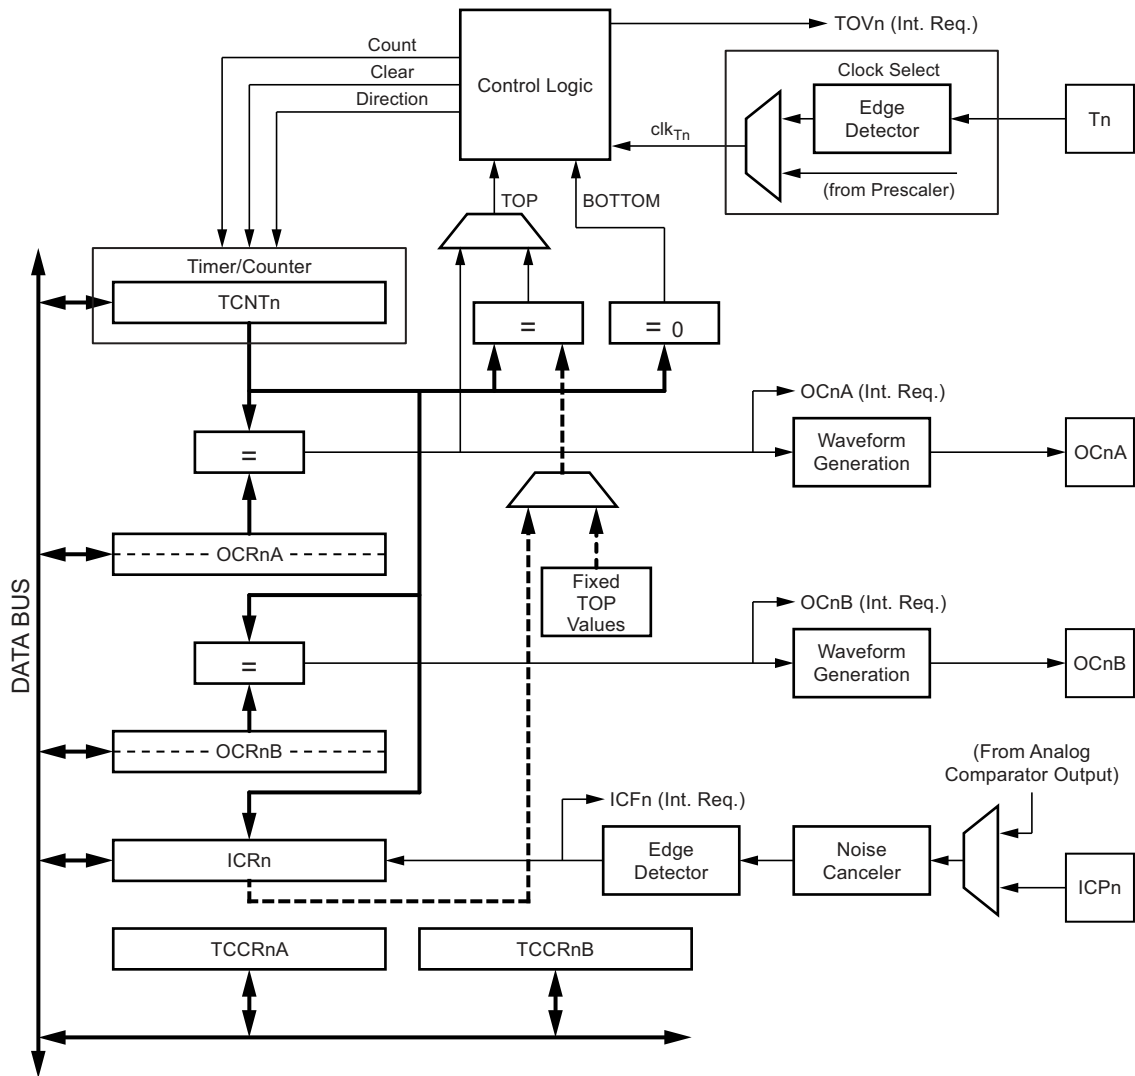 TOVn (Int. Req.)
Count
Clear
Direction
Control Logic
Clock Select
Edge
Detector
Tn
clkTn
(from Prescaler)
TOP
BOTTOM
Timer/Counter
TCNTn
=
= 0
OCnA (Int. Req.)
=
Waveform
Generation
OCnA
OCRnA
Fixed
TOP
Values
DATA BUS
OCnB (Int. Req.)
=
Waveform
Generation
OCnB
OCRnB
(From Analog
Comparator Output)
ICFn (Int. Req.)
ICRn
Edge
Detector
Noise
Canceler
ICPn
TCCRnA
TCCRnB